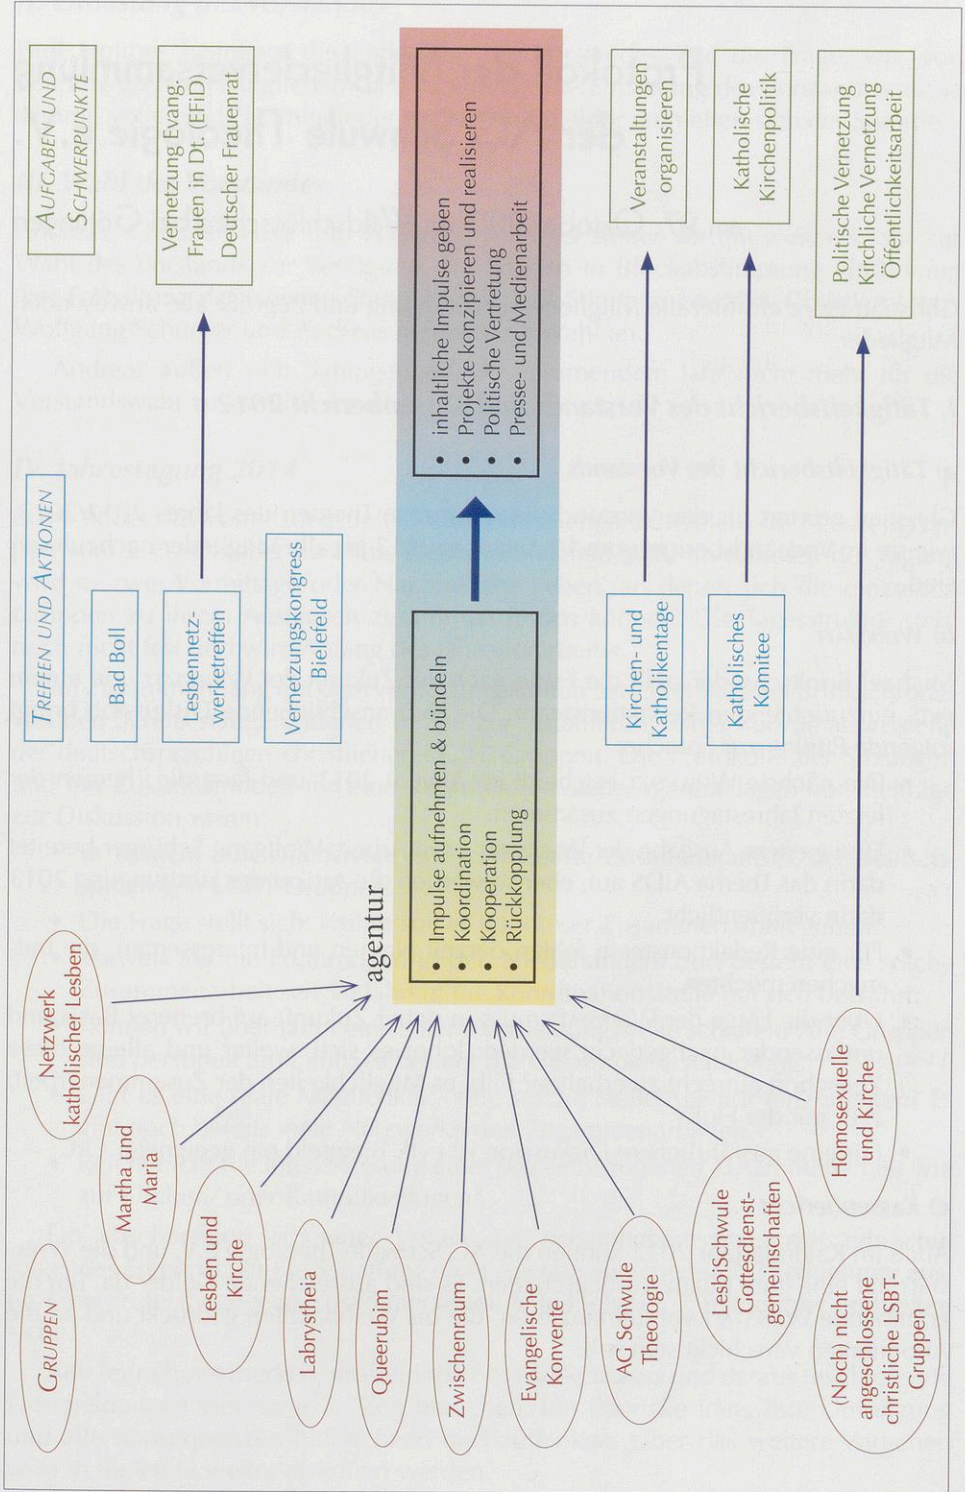 GRUPPEN
Netzwerk
katholischer Lesben
Martha und
Maria
Lesben und
Kirche
Labrystheia
Queerubim
Zwischenraum
Evangelische
Konvente
AG Schwule
Theologie
LesbiSchwule
Gottesdienst-
gemeinschaften
Homosexuelle
und Kirche
(Noch) nicht
angeschlossene
christliche LSBT-
Gruppen
agentur
• Impulse aufnehmen & bündeln
• Koordination
• Kooperation
• Rückkopplung
• inhaltliche Impulse geben
• Projekte konzipieren und realisieren
• Politische Vertretung
• Presse- und Medienarbeit
TREFFEN UND AKTIONEN
Bad Boll
Lesbennetz-
werketreffen
Vernetzungskongress
Bielefeld
Kirchen- und
Katholikentage
Katholisches
Komitee
AUFGABEN UND
SCHWERPUNKTE
Vernetzung Evang.
Frauen in D. (EFiD)
Deutscher Frauenrat
Veranstaltungen
organisieren
Katholische
Kirchenpolitik
Politische Vernetzung
Kirchliche Vernetzung
Öffentlichkeitsarbeit